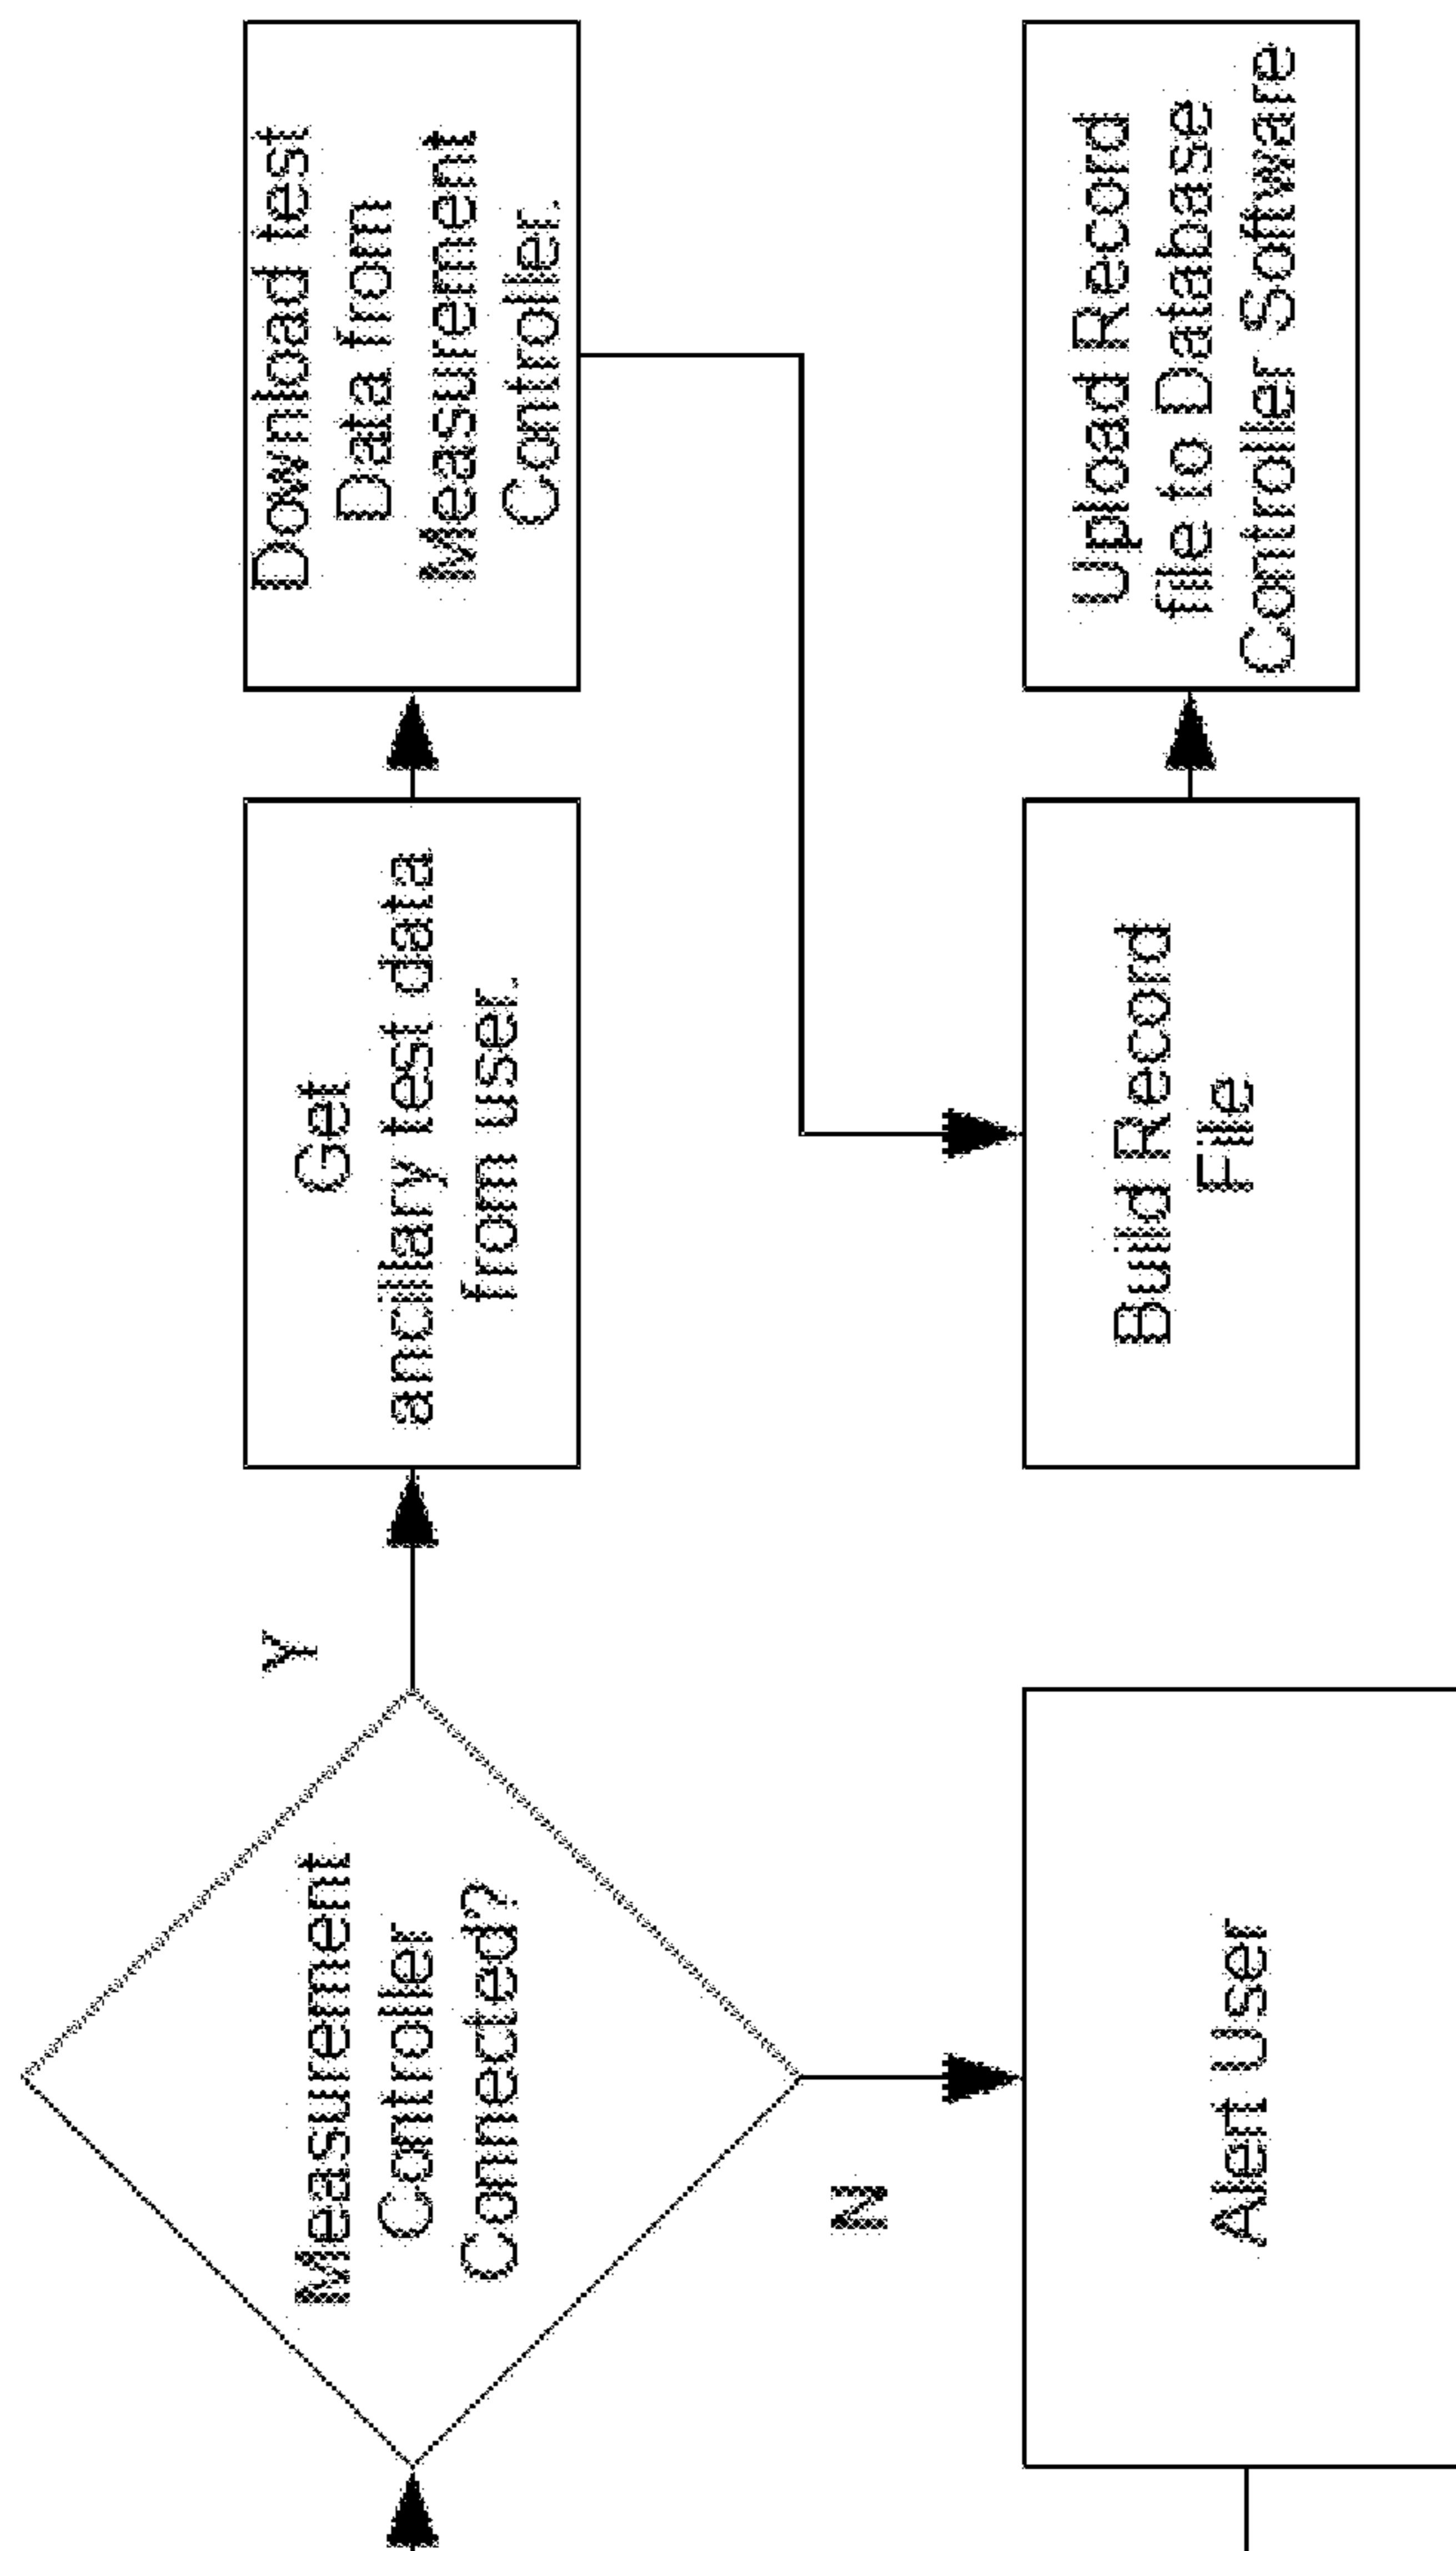 Measurement
Controller
Connected?
Y
Get
ancillary test data
from user.
Download test
Data from
Measurement
Controller.
N
Alert User
Build Record
File
Upload Record
file to Database
Controller Software